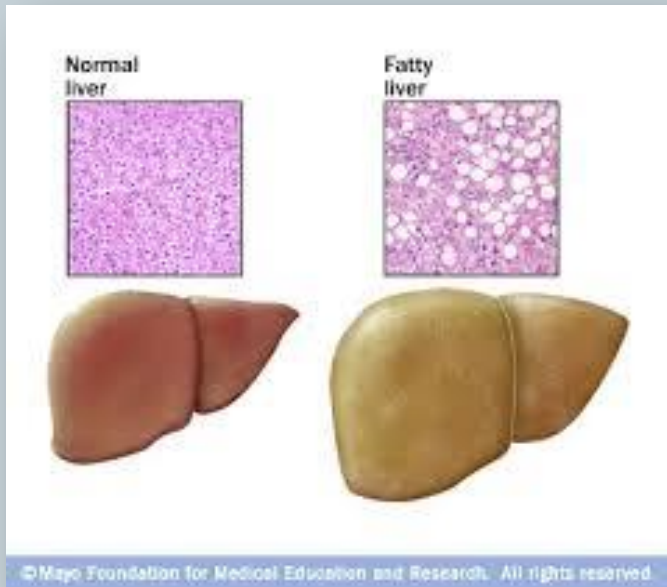 Normal
liver
Fatty
liver
©Mayo Foundation for Medical Education and Research. All rights reserved.